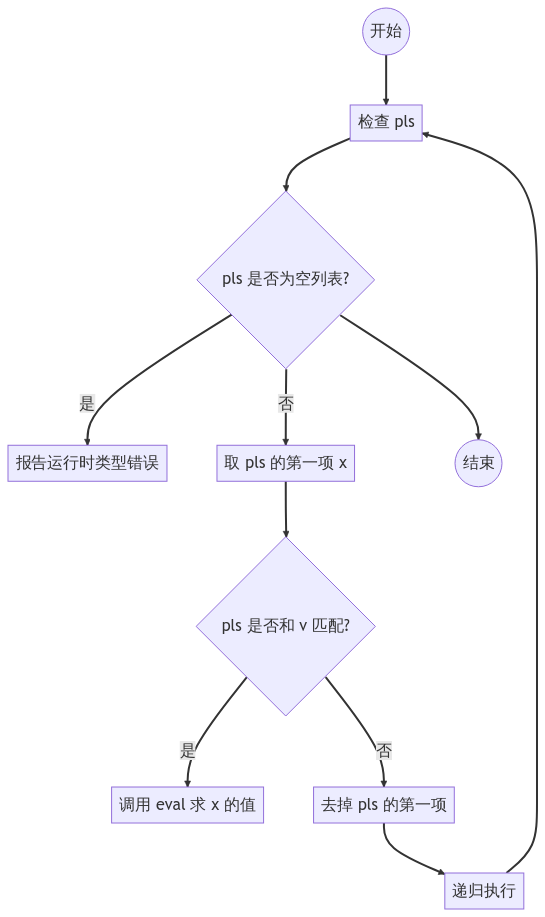 开始
检查 pls
pls 是否为空列表?
是
否
报告运行时类型错误
取 pls 的第一项 x
结束
pls 是否和 v 匹配?
是
否
调用 eval 求 x 的值
去掉 pls 的第一项
递归执行